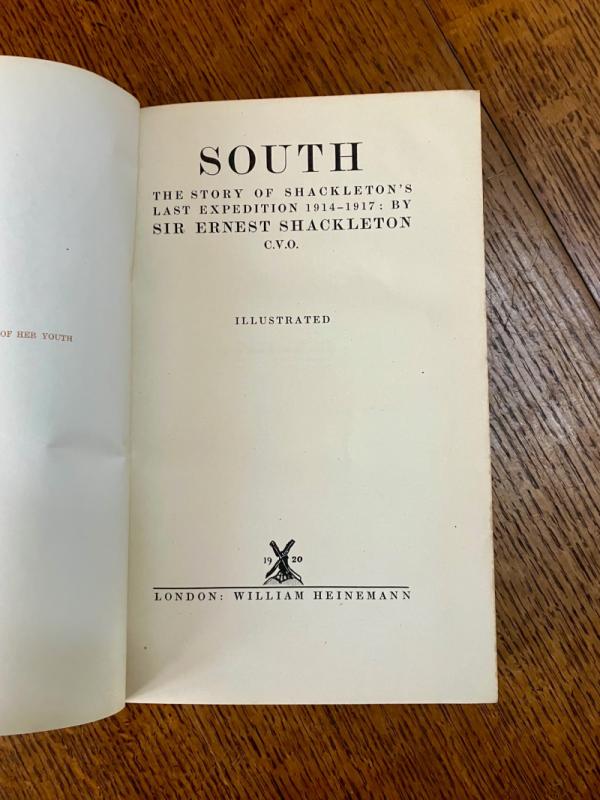 OF HER YOUTH
SOUTH
THE STORY OF SHACKLETON'S
LAST EXPEDITION 1914–1917: BY
SIR ERNEST SHACKLETON
C.V.O.
ILLUSTRATED
19 20
LONDON: WILLIAM HEINEMANN